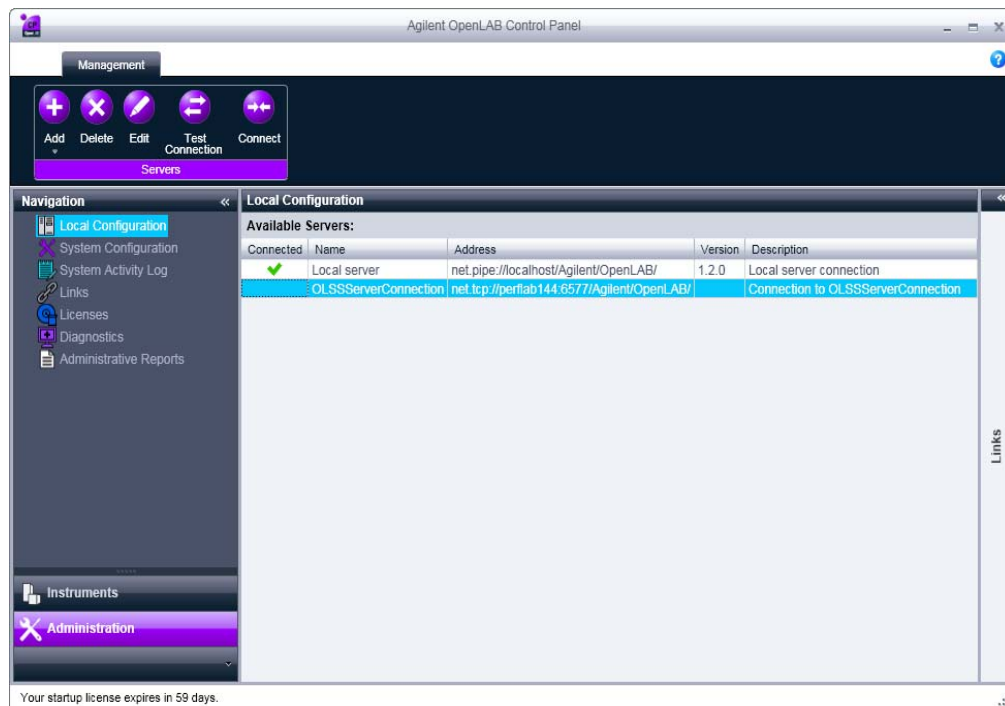 Agilent OpenLAB Control Panel
Management
Add Delete Edit Test Connection Connect
Servers
Navigation
Local Configuration
System Configuration
System Activity Log
Links
Licenses
Diagnostics
Administrative Reports
Instruments
Administration
Local Configuration
Available Servers:
Connected Name Address Version Description
Local server net.pipe://localhost/Agilent/OpenLAB/ 1.2.0 Local server connection
OLSSServerConnection net.tcp://perflab144:6577/Agilent/OpenLAB/ Connection to OLSSServerConnection
Links
Your startup license expires in 59 days.